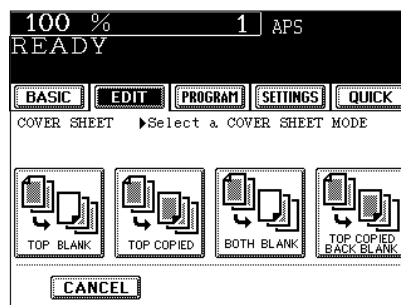 100 % 1 APS
READY
BASIC EDIT PROGRAM SETTINGS QUICK
COVER SHEET ▶Select a COVER SHEET MODE
TOP BLANK TOP COPIED BOTH BLANK TOP COPIED
BACK BLANK
CANCEL